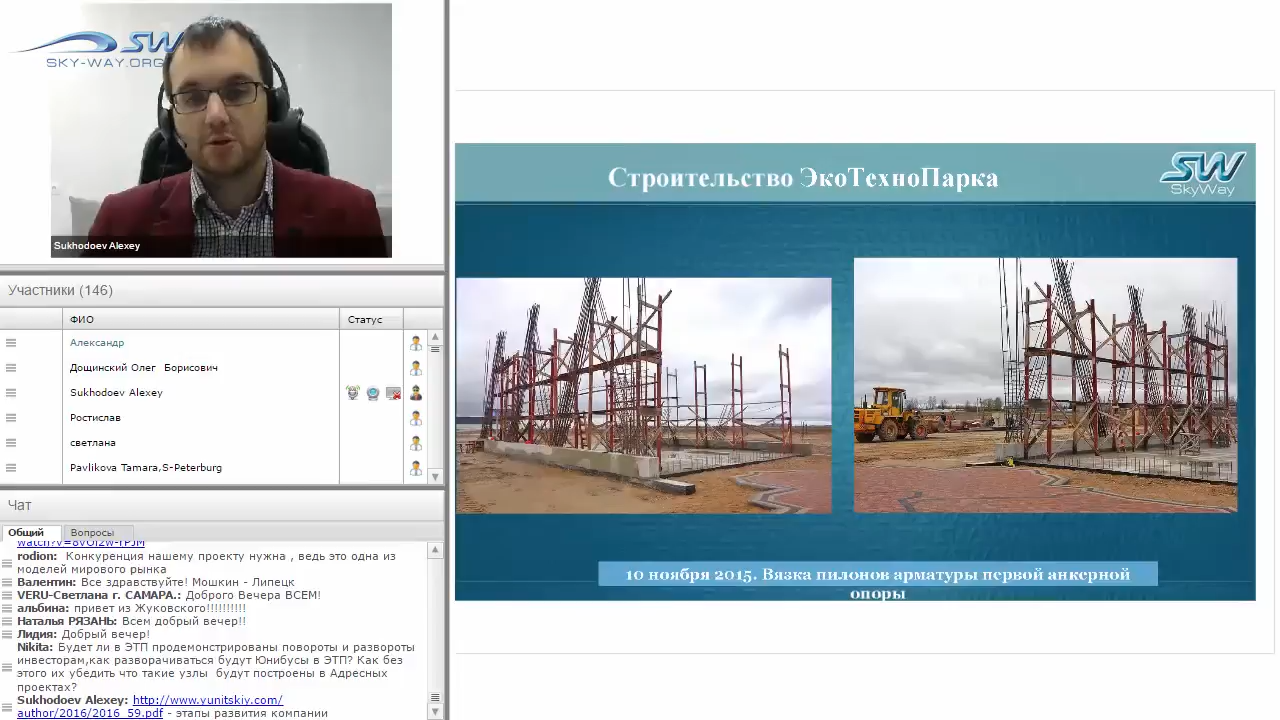 SW
SKY-WAY.ORG
Sukhodoev Alexey
Участники (146)
ФИО Статус
Александр
Дощинский Олег Борисович
Sukhodoev Alexey
Ростислав
светлана
Pavlikova Tamara,S-Peterburg
Чат
Общий Вопросы
rodion: Конкуренция нашему проекту нужна , ведь это одна из
моделей мирового рынка
Валентин: Все здравствуйте! Мошкин - Липецк
VERU-Светлана г. САМАРА.: Доброго Вечера ВСЕМ!
альбина: привет из Жуковского!!!!!!!!!!
Наталья РЯЗАНЬ: Всем добрый вечер!!
Лидия: Добрый вечер!
Nikita: Будет ли в ЭТП продемонстрированы повороты и развороты
инвесторам,как разворачиваться будут Юнибусы в ЭТП? Как без
этого их убедить что такие узлы будут построены в Адресных
проектах?
Sukhodoev Alexey: http://www.yunitskiy.com/
author/2016/2016_59.pdf - этапы развития компании
Строительство ЭкоТехноПарка
SW
SkyWay
10 ноября 2015. Вязка пилонов арматуры первой анкерной
опоры